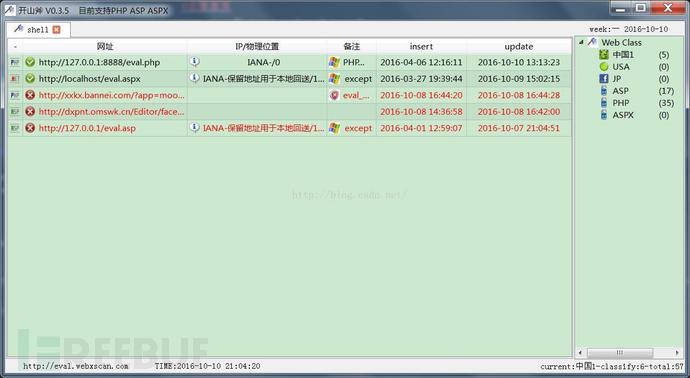 开山斧 V0.3.5 目前支持PHP ASP ASPX
shell
week:一 2016-10-10
- 网址 IP/物理位置 备注 insert update
http://127.0.0.1:8888/eval.php IANA-/0 PHP... 2016-04-06 12:16:11 2016-10-10 13:13:23
http://localhost/eval.aspx IANA-保留地址用于本地回送/1... except 2016-03-27 19:39:44 2016-10-09 15:02:15
http://xxkx.bannei.com/?app=moo... eval_... 2016-10-08 16:44:20 2016-10-08 16:44:28
http://dxpnt.omswk.cn/Editor/face... 2016-10-08 14:36:58 2016-10-08 16:42:00
http://127.0.0.1/eval.asp IANA-保留地址用于本地回送/1... except 2016-04-01 12:59:07 2016-10-07 21:04:51
Web Class
中国1 (5)
USA (0)
JP (0)
ASP (17)
PHP (35)
ASPX (0)
http://blog.csdn.net/
REEBUF
http://eval.webxscan.com TIME:2016-10-10 21:04:20
current:中国1-classify:6-total:57